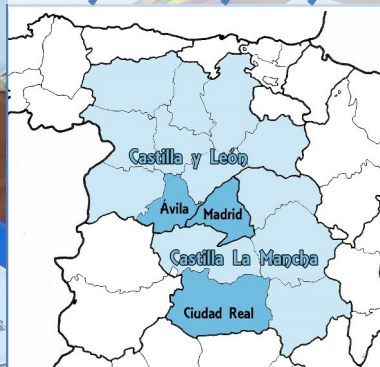 Castilla y León
Ávila
Madrid
Castilla La Mancha
Ciudad Real